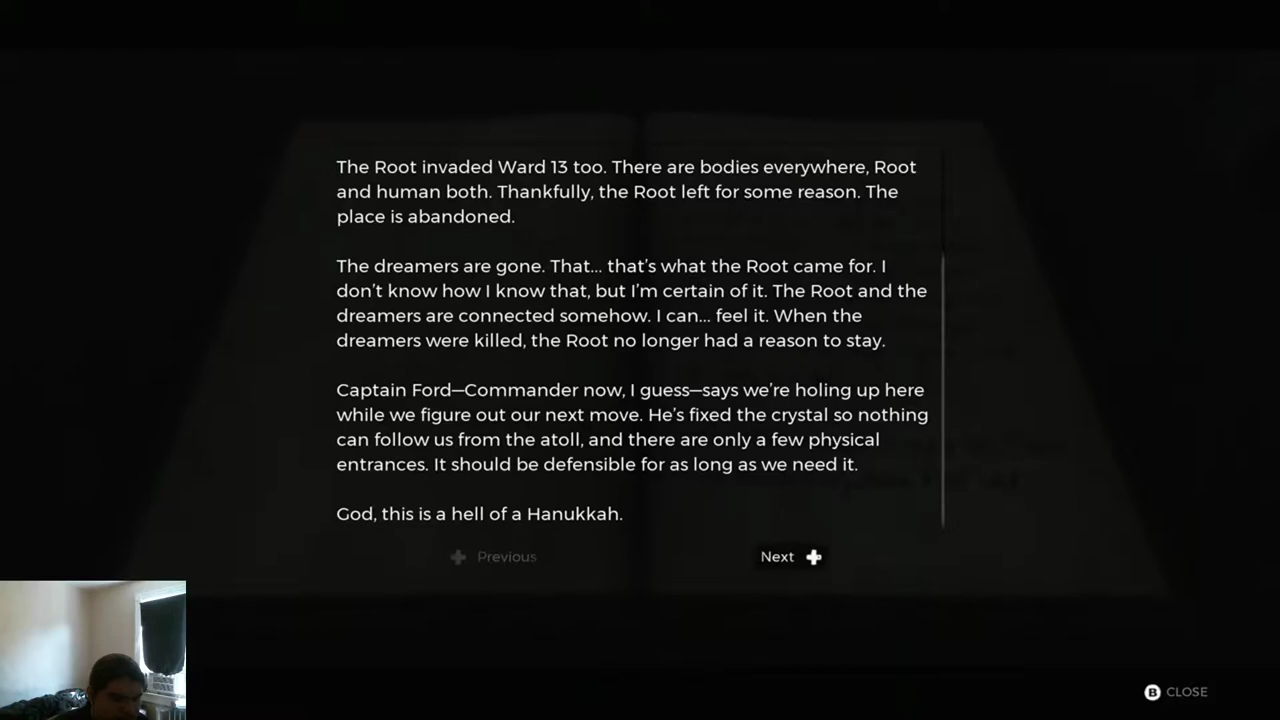 The Root invaded Ward 13 too. There are bodies everywhere, Root
and human both. Thankfully, the Root left for some reason. The
place is abandoned.
The dreamers are gone. That... that's what the Root came for. I
don't know how I know that, but I'm certain of it. The Root and the
dreamers are connected somehow. I can... feel it. When the
dreamers were killed, the Root no longer had a reason to stay.
Captain Ford—Commander now, I guess—says we're holing up here
while we figure out our next move. He's fixed the crystal so nothing
can follow us from the atoll, and there are only a few physical
entrances. It should be defensible for as long as we need it.
God, this is a hell of a Hanukkah.
Previous
Next
B CLOSE